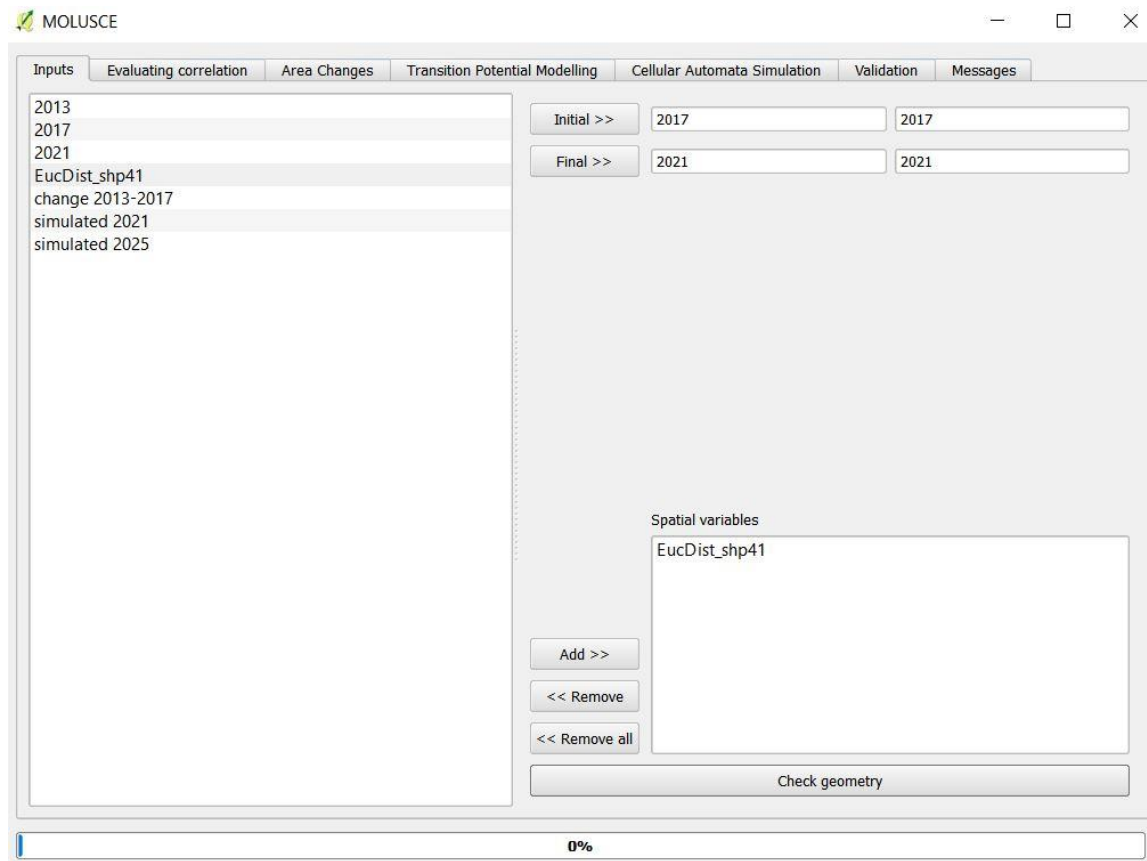 MOLUSCE
Inputs Evaluating correlation Area Changes Transition Potential Modelling Cellular Automata Simulation Validation Messages
2013
2017
2021
EucDist_shp41
change 2013-2017
simulated 2021
simulated 2025
Initial >> 2017 2017
Final >> 2021 2021
Spatial variables
EucDist_shp41
Add >>
<< Remove
<< Remove all
Check geometry
0%